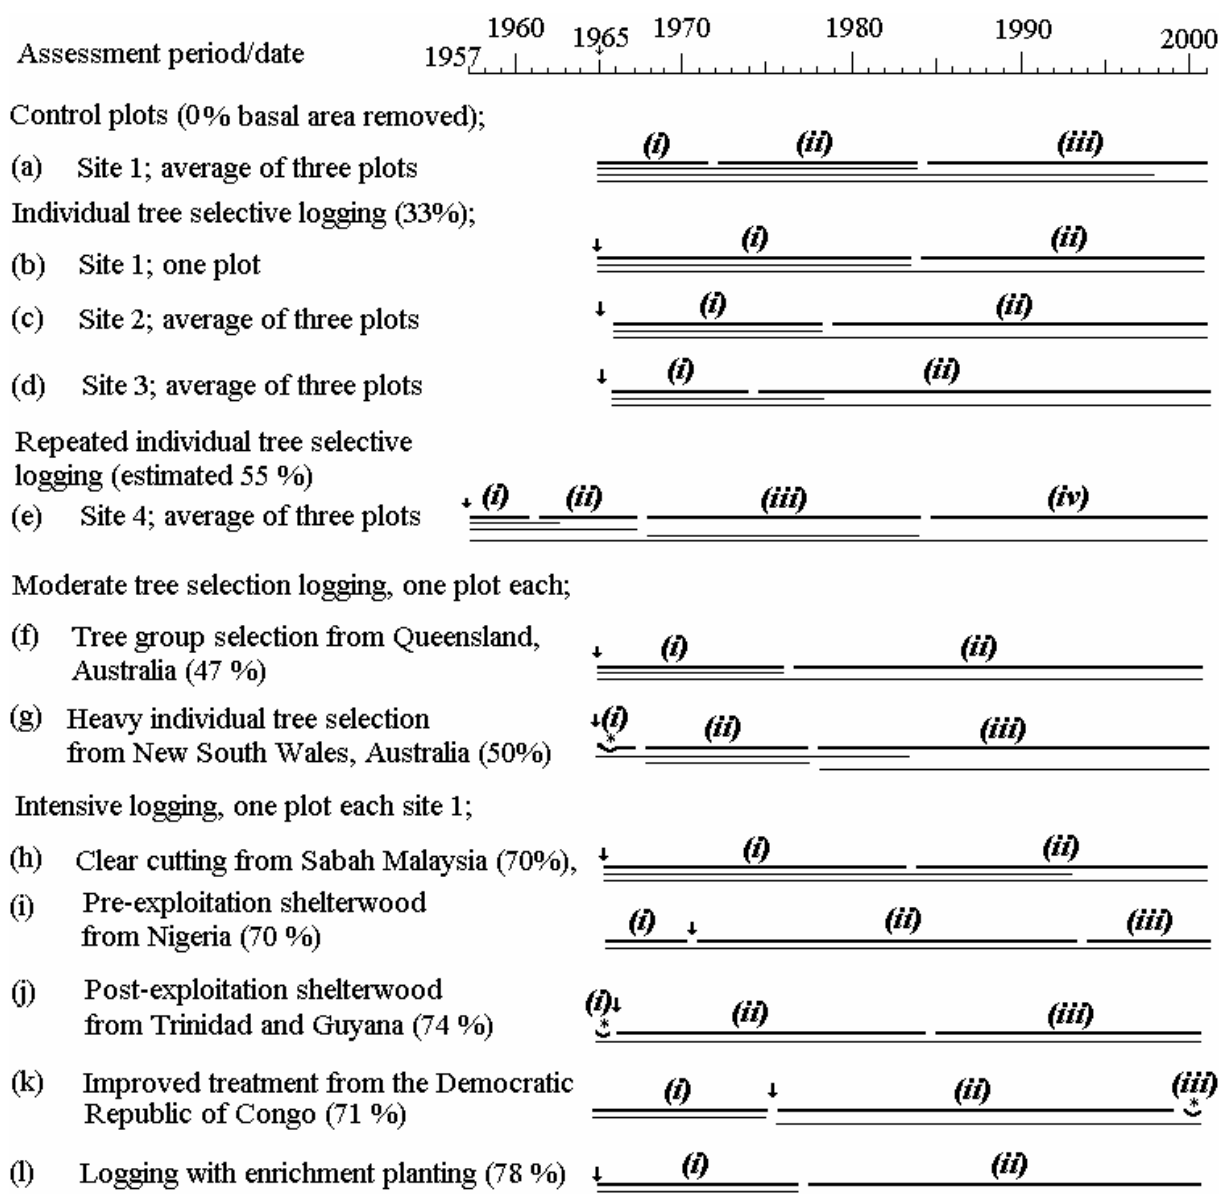 1960 1965 1970 1980 1990 2000
Assessment period/date 1957
Control plots (0% basal area removed);
(i) (ii) (iii)
(a) Site 1; average of three plots
Individual tree selective logging (33%);
(i) (ii)
(b) Site 1; one plot
(i) (ii)
(c) Site 2; average of three plots
(i) (ii)
(d) Site 3; average of three plots
Repeated individual tree selective
logging (estimated 55 %)
(i) (ii) (iii) (iv)
(e) Site 4; average of three plots
Moderate tree selection logging, one plot each;
(f) Tree group selection from Queensland,
(i) (ii)
Australia (47 %)
(g) Heavy individual tree selection
(i) (ii) (iii)
*
from New South Wales, Australia (50%)
Intensive logging, one plot each site 1;
(i) (ii)
(h) Clear cutting from Sabah Malaysia (70%),
(i) Pre-exploitation shelterwood
(i) (ii) (iii)
from Nigeria (70 %)
(j) Post-exploitation shelterwood
(i) (ii) (iii)
*
from Trinidad and Guyana (74 %)
(k) Improved treatment from the Democratic
(i) (ii) (iii)
*
Republic of Congo (71 %)
(i) (ii)
(l) Logging with enrichment planting (78 %)